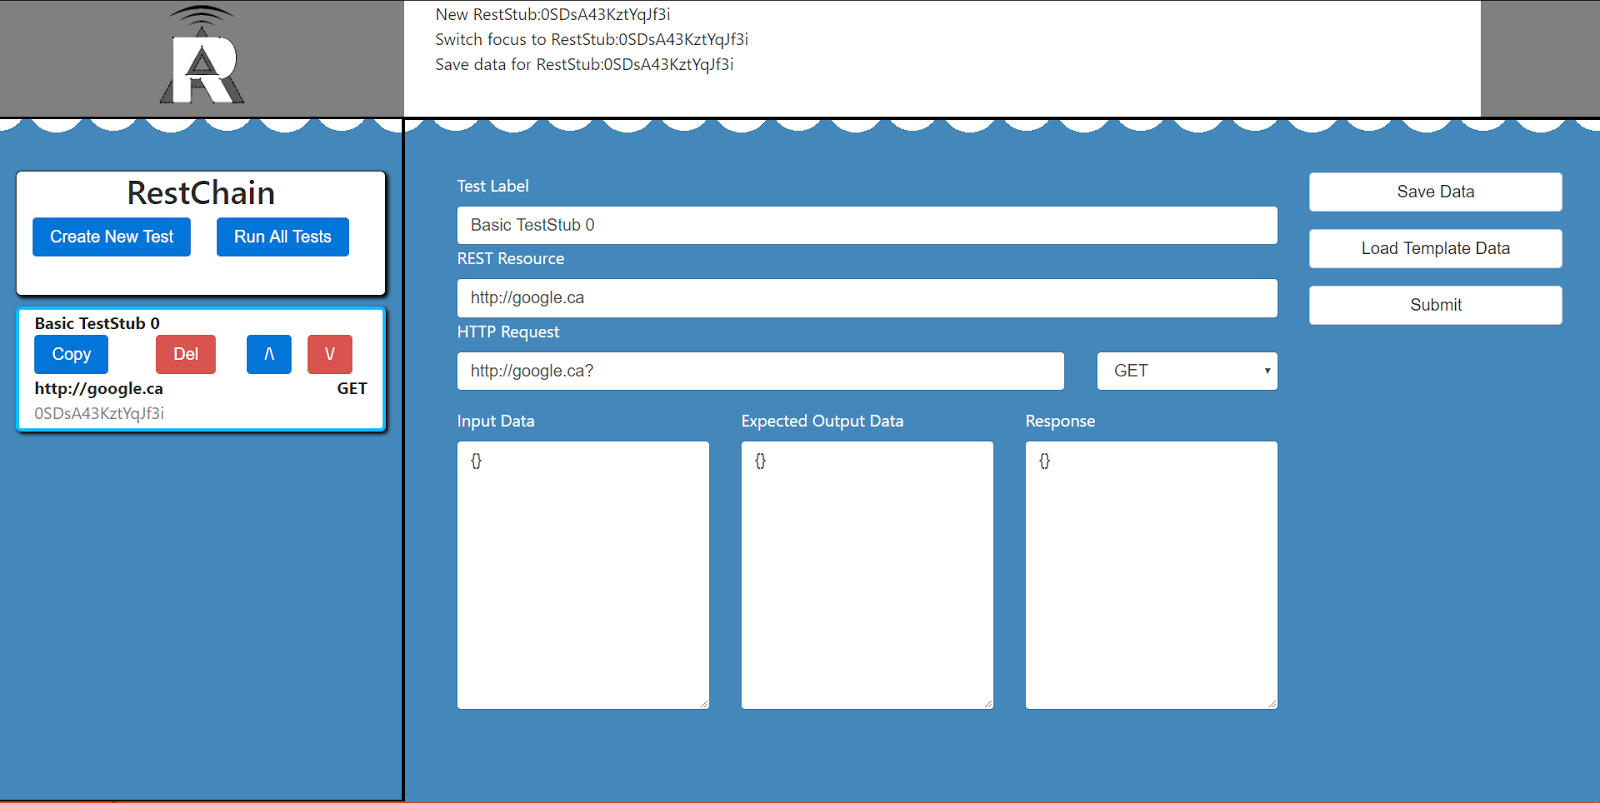 New RestStub:0SDsA43KztYqJf3i
Switch focus to RestStub:0SDsA43KztYqJf3i
Save data for RestStub:0SDsA43KztYqJf3i
RestChain
Create New Test Run All Tests
Basic TestStub 0
Copy Del /\ \/
http://google.ca GET
0SDsA43KztYqJf3i
Test Label
Basic TestStub 0
REST Resource
http://google.ca
HTTP Request
http://google.ca? GET
Input Data Expected Output Data Response
{} {} {}
Save Data
Load Template Data
Submit